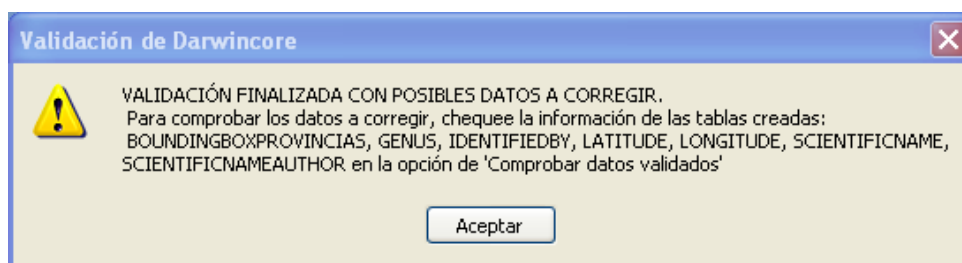 Validación de Darwincore
VALIDACIÓN FINALIZADA CON POSIBLES DATOS A CORREGIR.
Para comprobar los datos a corregir, chequee la información de las tablas creadas:
BOUNDINGBOXPROVINCIAS, GENUS, IDENTIFIEDBY, LATITUDE, LONGITUDE, SCIENTIFICNAME,
SCIENTIFICNAMEAUTHOR en la opción de 'Comprobar datos validados'
Aceptar